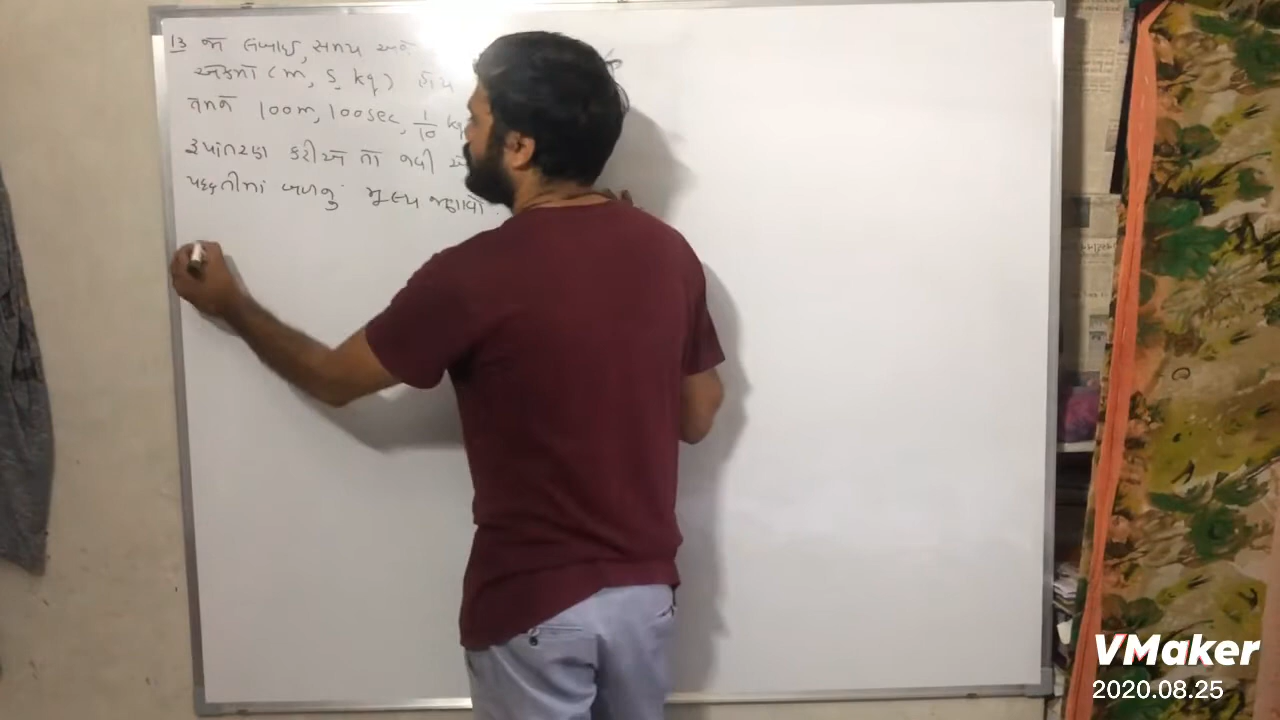 13 જો લંબાઈ, સમય અને
એકમો (m, s, kg) હોય
તેમને 100m, 100sec, 1/10 kg
રૂપાંતરણ કરીએ તો નવી
પદ્ધતીમાં બળનું મૂલ્ય જણાવો.
VMaker
2020.08.25